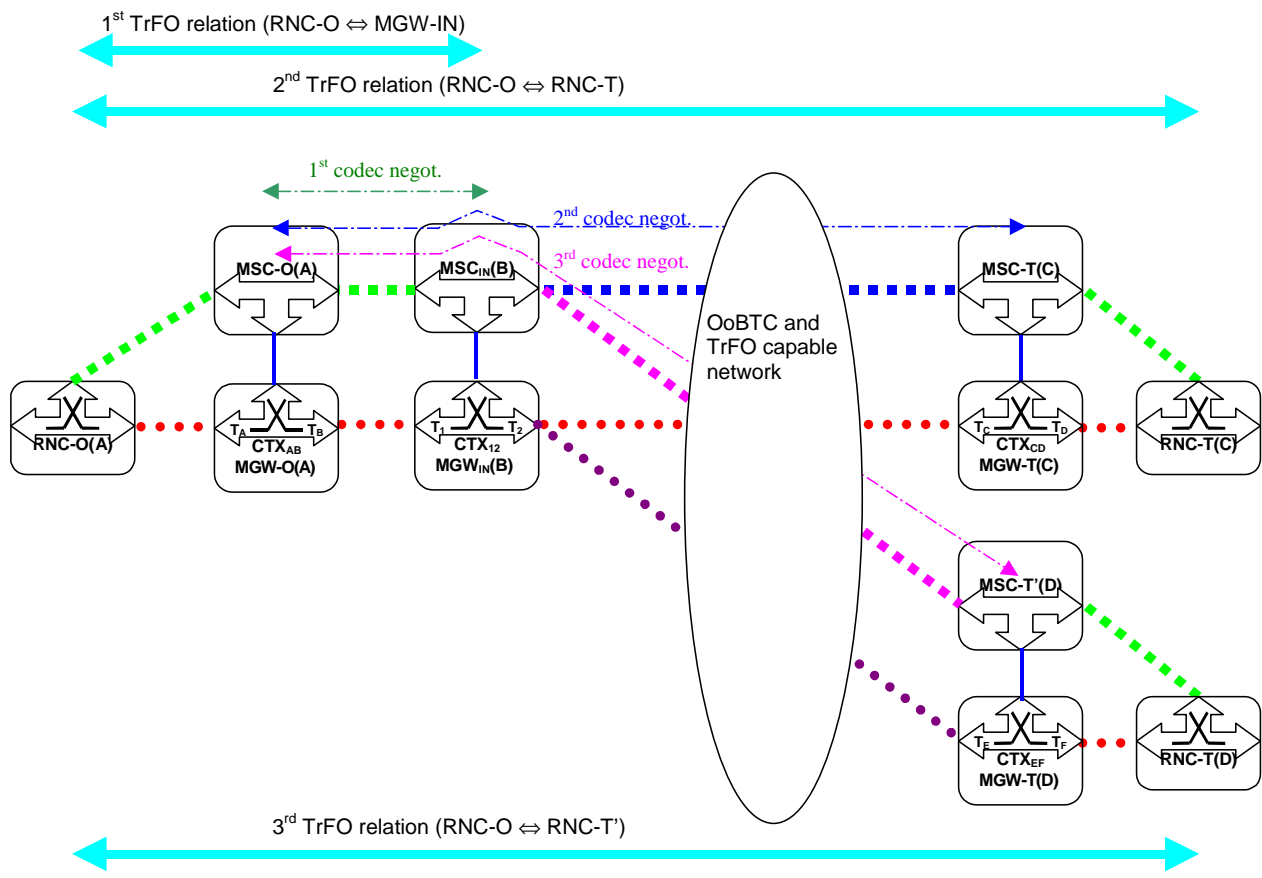 1st TrFO relation (RNC-O ⇔ MGW-IN)
2nd TrFO relation (RNC-O ⇔ RNC-T)
1st codec negot.
2nd codec negot.
3rd codec negot.
MSC-O(A)
MSCIN(B)
MSC-T(C)
OoBTC and
TrFO capable
network
RNC-O(A)
TA TB
CTXAB
MGW-O(A)
T1 T2
CTX12
MGWIN(B)
TC TD
CTXCD
MGW-T(C)
RNC-T(C)
MSC-T’(D)
TE TF
CTXEF
MGW-T(D)
RNC-T(D)
3rd TrFO relation (RNC-O ⇔ RNC-T’)